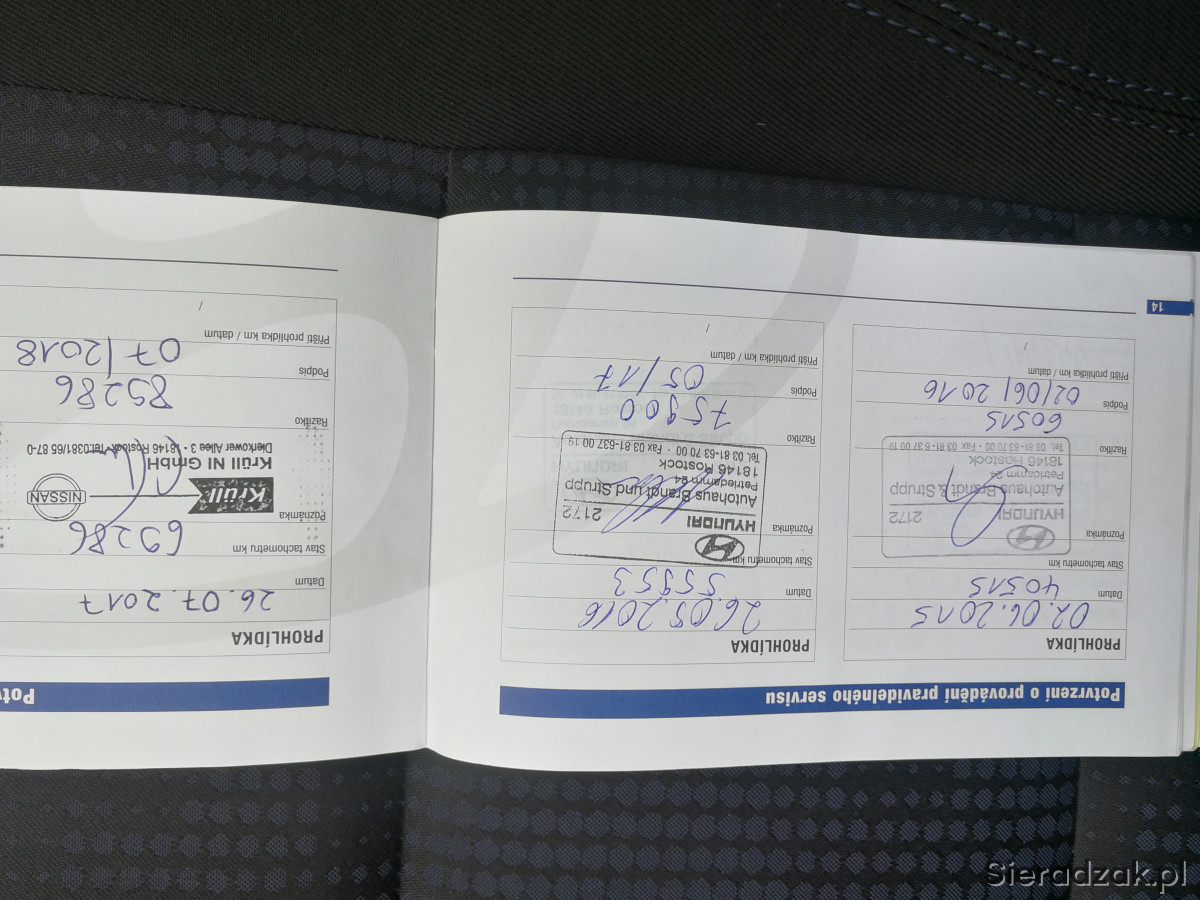 Potvrzení o provádění pravidelného servisu
PROHLÍDKA
02.06.2015
Datum
40515
Stav tachometru km
Poznámka
HYUNDAI 2172
Autohaus Brandt & Strupp
Petridamm 24
18146 Rostock
Tel. 03 81-63 70 00 · Fax 03 81-637 00 19
Razítko
60515
Podpis
02/06/2016
Příští prohlídka km / datum
/
14
PROHLÍDKA
26.05.2016
Datum
55953
Stav tachometru km
Poznámka
HYUNDAI 2172
Autohaus Brandt und Strupp
Petridamm 24
18146 Rostock
Tel. 03 81-63 70 00 · Fax 03 81-637 00 19
Razítko
75900
Podpis
05/17
Příští prohlídka km / datum
/
Potv
PROHLÍDKA
26.07.2017
Datum
69286
Stav tachometru km
Poznámka
Krüll NISSAN
Krüll NI GmbH
Dierkower Allee 3 - 18146 Rostock - Tel. 0381/65 87-0
Razítko
89286
Podpis
07/2018
Příští prohlídka km / datum
/
Sieradzak.pl